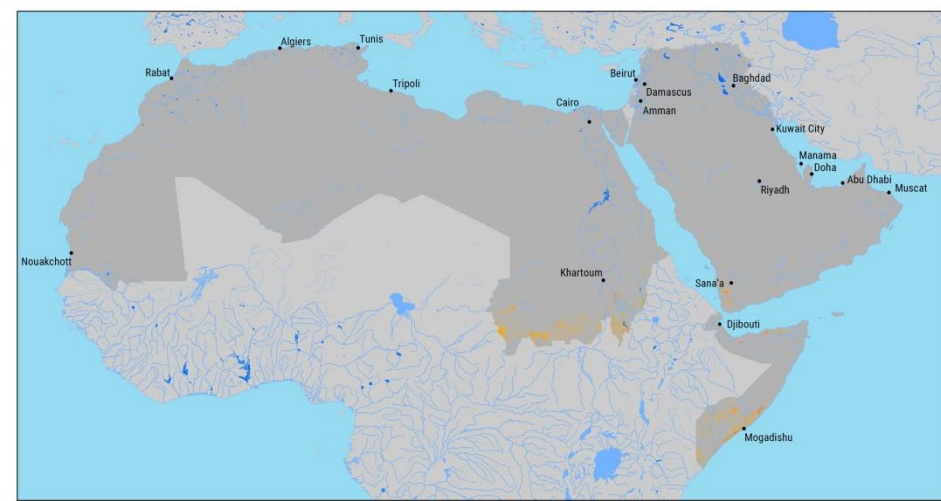 Algiers
Tunis
Rabat
Tripoli
Beirut
Damascus
Baghdad
Amman
Cairo
Kuwait City
Manama
Doha
Abu Dhabi
Riyadh
Muscat
Nouakchott
Khartoum
Sana'a
Djibouti
Mogadishu